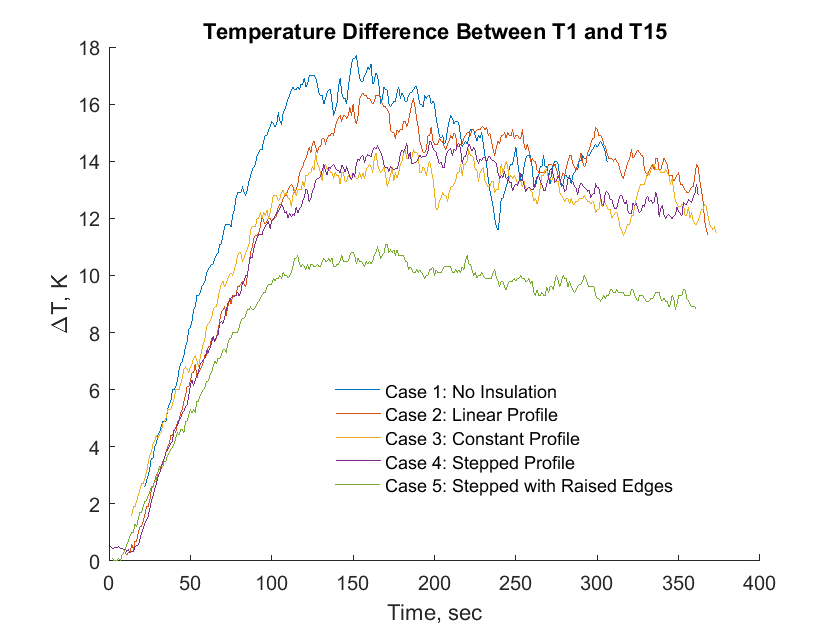 Temperature Difference Between T1 and T15
18
16
14
12
10
8
6
4
2
0
ΔT, K
Case 1: No Insulation
Case 2: Linear Profile
Case 3: Constant Profile
Case 4: Stepped Profile
Case 5: Stepped with Raised Edges
0 50 100 150 200 250 300 350 400
Time, sec